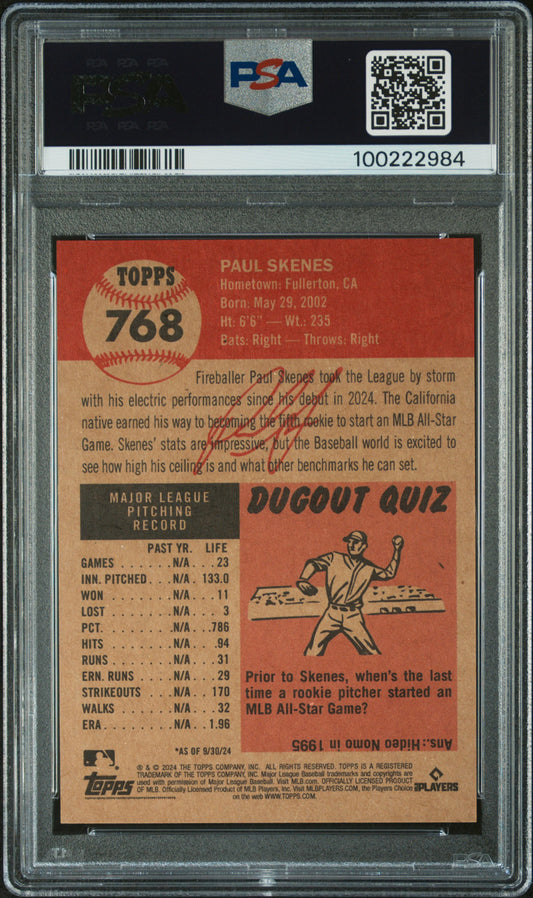 PSA
PSA PSA PSA
PSA
PSA PSA PSA
100222984
TOPPS
768
PAUL SKENES
Hometown: Fullerton, CA
Born: May 29, 2002
Ht: 6'6" — Wt.: 235
Bats: Right — Throws: Right
Fireballer Paul Skenes took the League by storm
with his electric performances since his debut in 2024. The California
native earned his way to becoming the fifth rookie to start an MLB All-Star
Game. Skenes' stats are impressive, but the Baseball world is excited to
see how high his ceiling is and what other benchmarks he can set.
MAJOR LEAGUE
PITCHING
RECORD
PAST YR. LIFE
GAMES . . . . . . . . . . N/A . . 23
INN. PITCHED . . . N/A . 133.0
WON . . . . . . . . . . . . N/A . . 11
LOST . . . . . . . . . . . N/A . . . 3
PCT. . . . . . . . . . . . . N/A . .786
HITS . . . . . . . . . . . . N/A . . .94
RUNS . . . . . . . . . . . N/A . . .31
ERN. RUNS . . . . . . N/A . . 29
STRIKEOUTS . . . . N/A . . 170
WALKS . . . . . . . . . N/A . . 32
ERA . . . . . . . . . . . . N/A . . 1.96
*AS OF 9/30/24
DUGOUT QUIZ
Prior to Skenes, when's the last
time a rookie pitcher started an
MLB All-Star Game?
Ans.: Hideo Nomo in 1995
Topps
® & © 2024 THE TOPPS COMPANY, INC. ALL RIGHTS RESERVED. TOPPS IS A REGISTERED
TRADEMARK OF THE TOPPS COMPANY, INC. Major League Baseball trademarks and copyrights are
used with permission of Major League Baseball. Visit MLB.com. OFFICIALLY LICENSED PRODUCT
OF MLB. Officially Licensed Product of MLB Players, Inc. Visit MLBPLAYERS.COM, the Players Choice
on the web WWW.TOPPS.COM.
PLAYERS
PSA